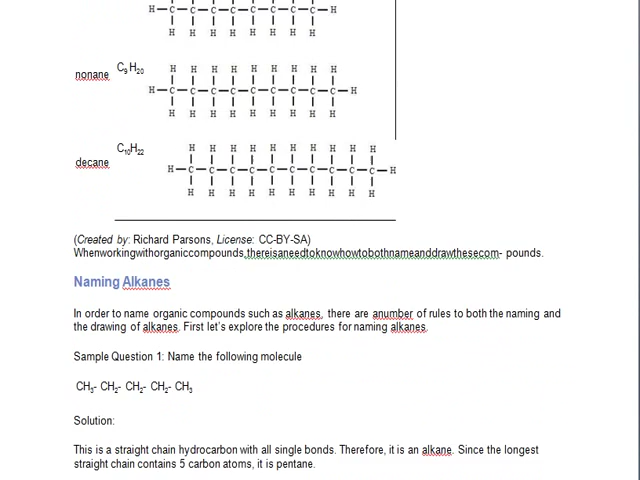 H—C—C—C—C—C—C—C—C—H
H H H H H H H H
nonane C₉H₂₀ H H H H H H H H H
H—C—C—C—C—C—C—C—C—C—H
H H H H H H H H H
decane C₁₀H₂₂ H H H H H H H H H H
H—C—C—C—C—C—C—C—C—C—C—H
H H H H H H H H H H
(Created by: Richard Parsons, License: CC-BY-SA)
Whenworkingwithorganiccompounds,thereisaneedtoknowhowtobothnameanddrawthesecom- pounds.
Naming Alkanes
In order to name organic compounds such as alkanes, there are anumber of rules to both the naming and
the drawing of alkanes. First let's explore the procedures for naming alkanes.
Sample Question 1: Name the following molecule
CH₃- CH₂- CH₂- CH₂- CH₃
Solution:
This is a straight chain hydrocarbon with all single bonds. Therefore, it is an alkane. Since the longest
straight chain contains 5 carbon atoms, it is pentane.